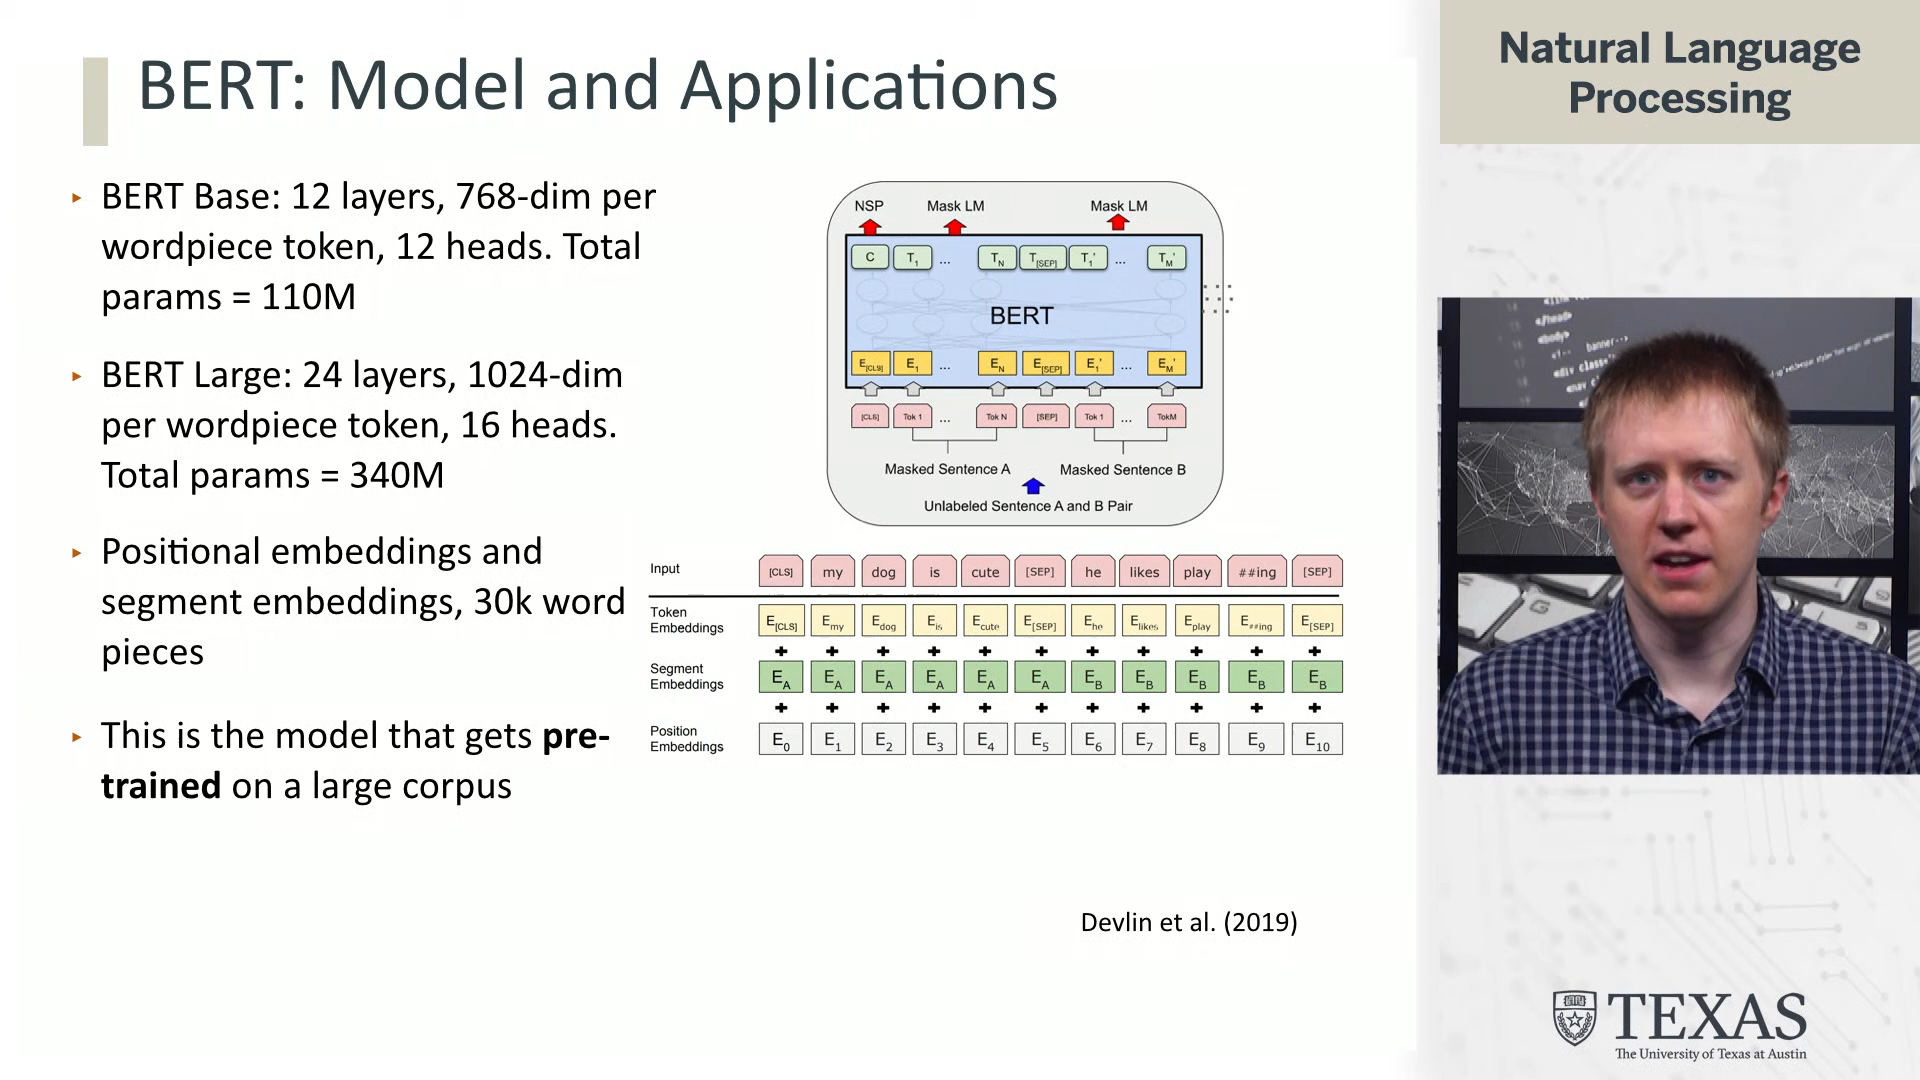 BERT: Model and Applications
Natural Language
Processing
▸ BERT Base: 12 layers, 768-dim per
wordpiece token, 12 heads. Total
params = 110M
▸ BERT Large: 24 layers, 1024-dim
per wordpiece token, 16 heads.
Total params = 340M
▸ Positional embeddings and
segment embeddings, 30k word
pieces
▸ This is the model that gets pre-
trained on a large corpus
NSP Mask LM Mask LM
C T1 ... TN T[SEP] T1' ... TM'
BERT
E[CLS] E1 ... EN E[SEP] E1' ... EM'
[CLS] Tok 1 ... Tok N [SEP] Tok 1 ... TokM
Masked Sentence A Masked Sentence B
Unlabeled Sentence A and B Pair
Input [CLS] my dog is cute [SEP] he likes play ##ing [SEP]
Token
Embeddings E[CLS] Emy Edog Eis Ecute E[SEP] Ehe Elikes Eplay E##ing E[SEP]
+ + + + + + + + + + +
Segment
Embeddings EA EA EA EA EA EA EB EB EB EB EB
+ + + + + + + + + + +
Position
Embeddings E0 E1 E2 E3 E4 E5 E6 E7 E8 E9 E10
Devlin et al. (2019)
</head>
<body>
<!-- banner-->
<div class=
TEXAS
The University of Texas at Austin